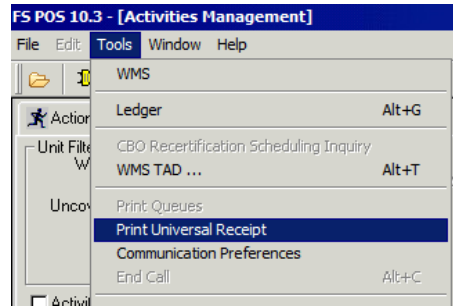 FS POS 10.3 - [Activities Management]
File Edit Tools Window Help
WMS
Action
Ledger Alt+G
Unit Filte
CBO Recertification Scheduling Inquiry
W
WMS TAD ... Alt+T
Uncov
Print Queues
Print Universal Receipt
Communication Preferences
End Call Alt+C
Activit